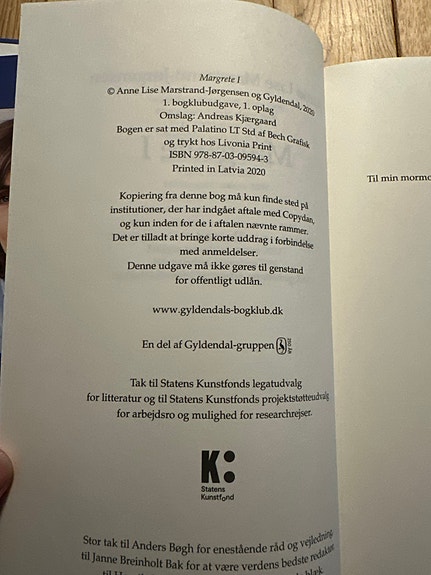 Margrete I
© Anne Lise Marstrand-Jørgensen og Gyldendal, 2020
1. bogklubudgave, 1. oplag
Omslag: Andreas Kjærgaard
Bogen er sat med Palatino LT Std af Bech Grafisk
og trykt hos Livonia Print
ISBN 978-87-03-09594-3
Printed in Latvia 2020
Kopiering fra denne bog må kun finde sted på
institutioner, der har indgået aftale med Copydan,
og kun inden for de i aftalen nævnte rammer.
Det er tilladt at bringe korte uddrag i forbindelse
med anmeldelser.
Denne udgave må ikke gøres til genstand
for offentligt udlån.
www.gyldendals-bogklub.dk
En del af Gyldendal-gruppen
Tak til Statens Kunstfonds legatudvalg
for litteratur og til Statens Kunstfonds projektstøtteudvalg
for arbejdsro og mulighed for researchrejser.
K:
Statens
Kunstfond
Stor tak til Anders Bøgh for enestående råd og vejledning,
til Janne Breinholt Bak for at være verdens bedste redaktør
Til min mormo